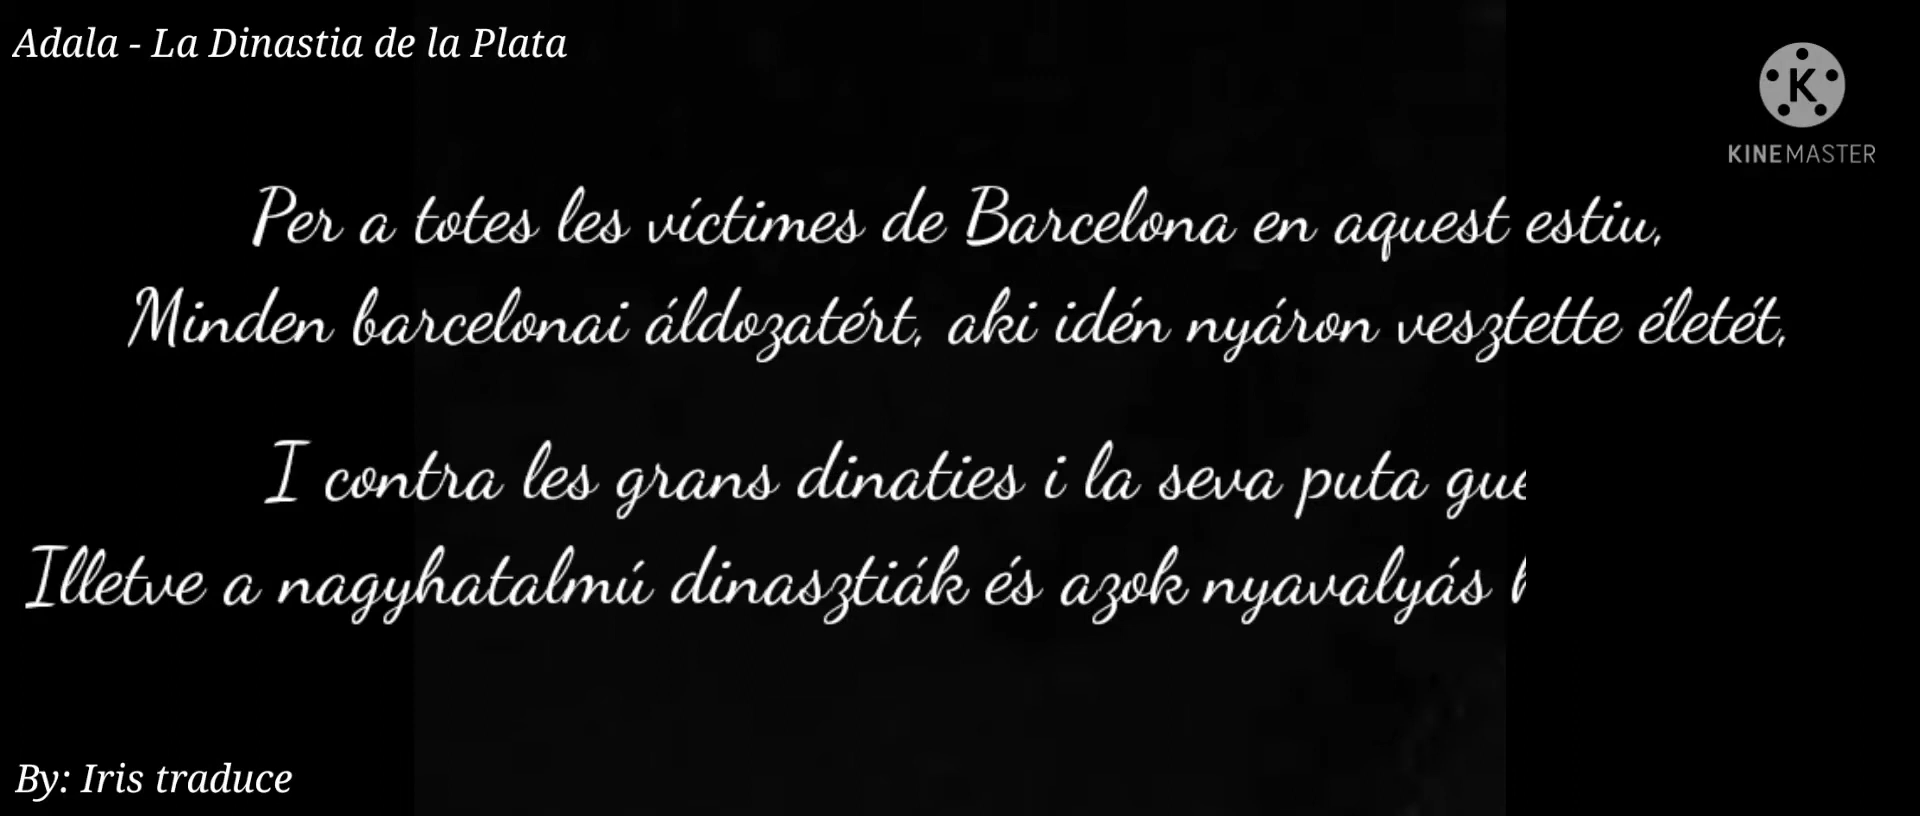 Adala - La Dinastia de la Plata
KINEMASTER
Per a totes les víctimes de Barcelona en aquest estiu,
Minden barcelonai áldozatért, aki idén nyáron vesztette életét,
I contra les grans dinaties i la seva puta
Illetve a nagyhatalmú dinasztiák és azok nyavalyás
By: Iris traduce